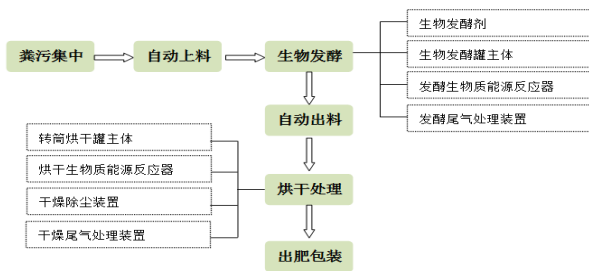 粪污集中
自动上料
生物发酵
生物发酵剂
生物发酵罐主体
发酵生物质能源反应器
发酵尾气处理装置
自动出料
转筒烘干罐主体
烘干生物质能源反应器
干燥除尘装置
干燥尾气处理装置
烘干处理
出肥包装